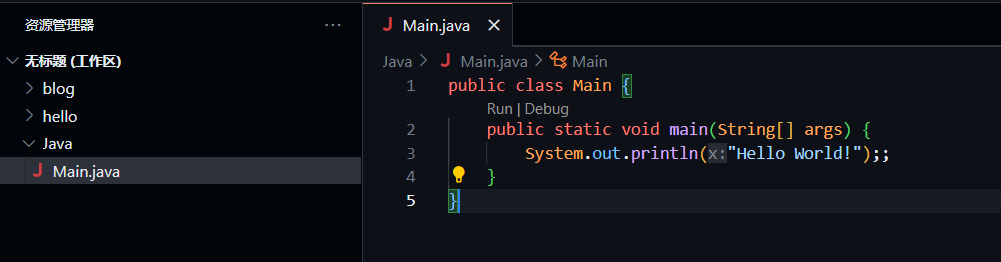 资源管理器 ···
无标题 (工作区)
blog
hello
Java
J Main.java
J Main.java ×
Java > J Main.java > Main
1 public class Main {
Run | Debug
2 public static void main(String[] args) {
3 System.out.println(x:"Hello World!");;
4 }
5 }